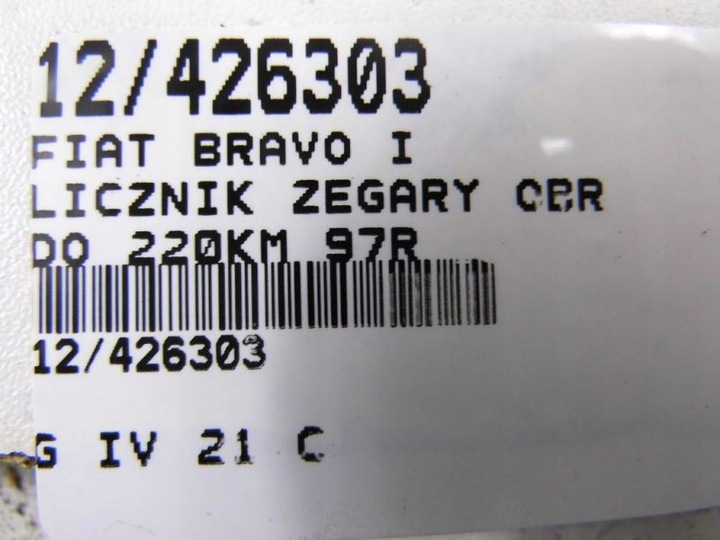 12/426303
FIAT BRAVO I
LICZNIK ZEGARY OBR
DO 220KM 97R
12/426303
G IV 21 C